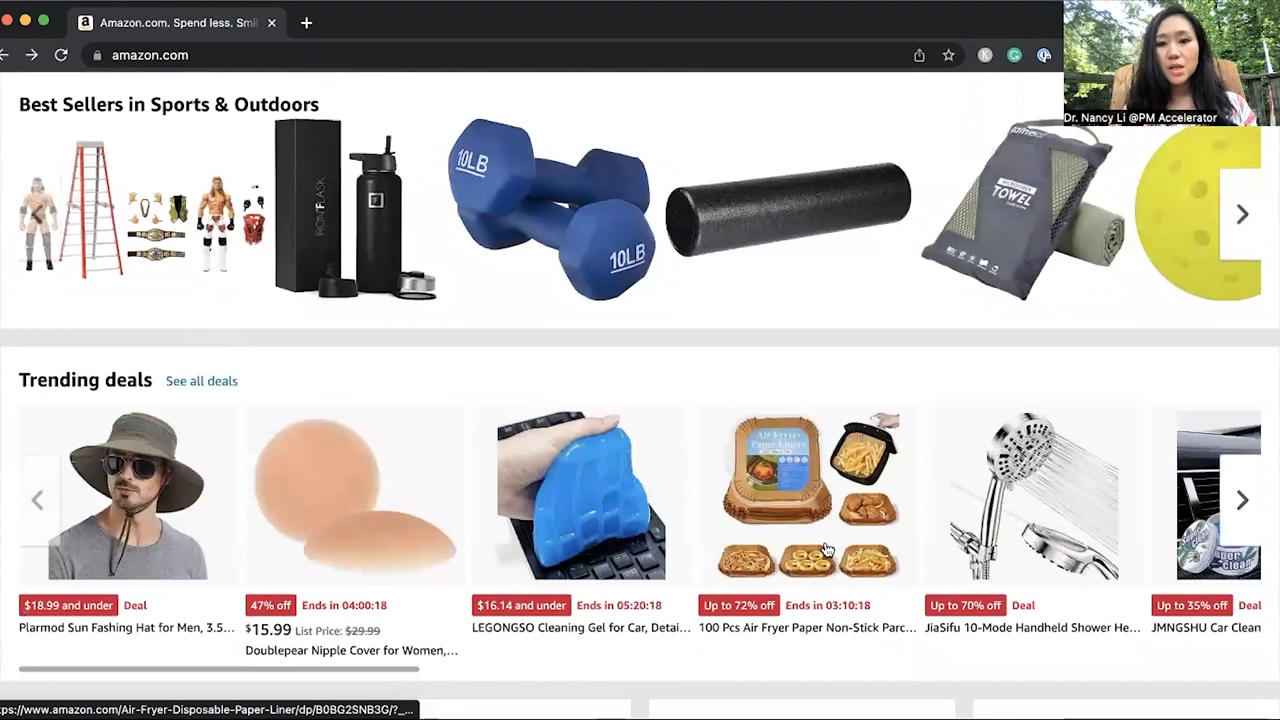 Amazon.com. Spend less. Smil
amazon.com
Dr. Nancy Li @PM Accelerator
Best Sellers in Sports & Outdoors
10LB
10LB
MICROFIBER
TOWEL
Trending deals See all deals
Air Fryer
Paper Liners
$18.99 and under Deal
Plarmod Sun Fashing Hat for Men, 3.5...
47% off Ends in 04:00:18
$15.99 List Price: $29.99
Doublepear Nipple Cover for Women,...
$16.14 and under Ends in 05:20:18
LEGONGSO Cleaning Gel for Car, Detai...
Up to 72% off Ends in 03:10:18
100 Pcs Air Fryer Paper Non-Stick Parc...
Up to 70% off Deal
JiaSifu 10-Mode Handheld Shower He...
Up to 35% off Deal
JMNGSHU Car Clean
ps://www.amazon.com/Air-Fryer-Disposable-Paper-Liner/dp/B0BG2SNB3G/?_...